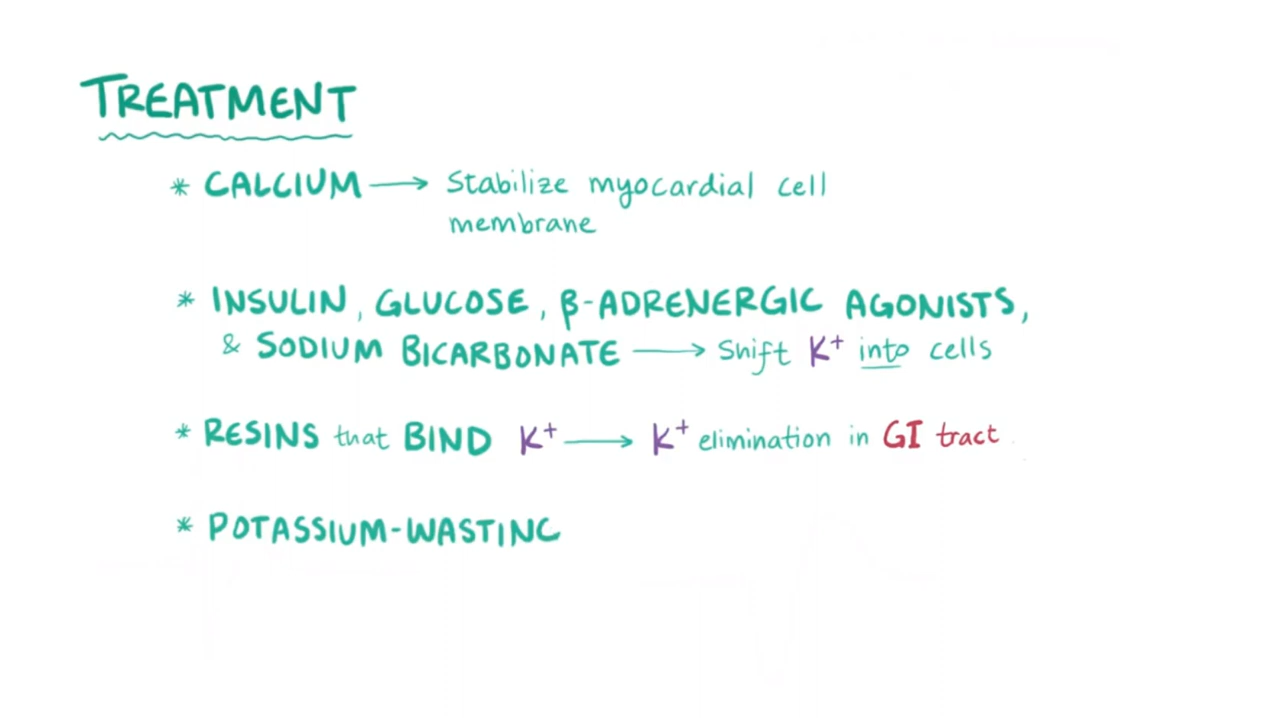 TREATMENT
* CALCIUM → Stabilize myocardial cell
membrane
* INSULIN, GLUCOSE, β-ADRENERGIC AGONISTS,
& SODIUM BICARBONATE → Shift K⁺ into cells
* RESINS that BIND K⁺ → K⁺ elimination in GI tract
* POTASSIUM-WASTINC